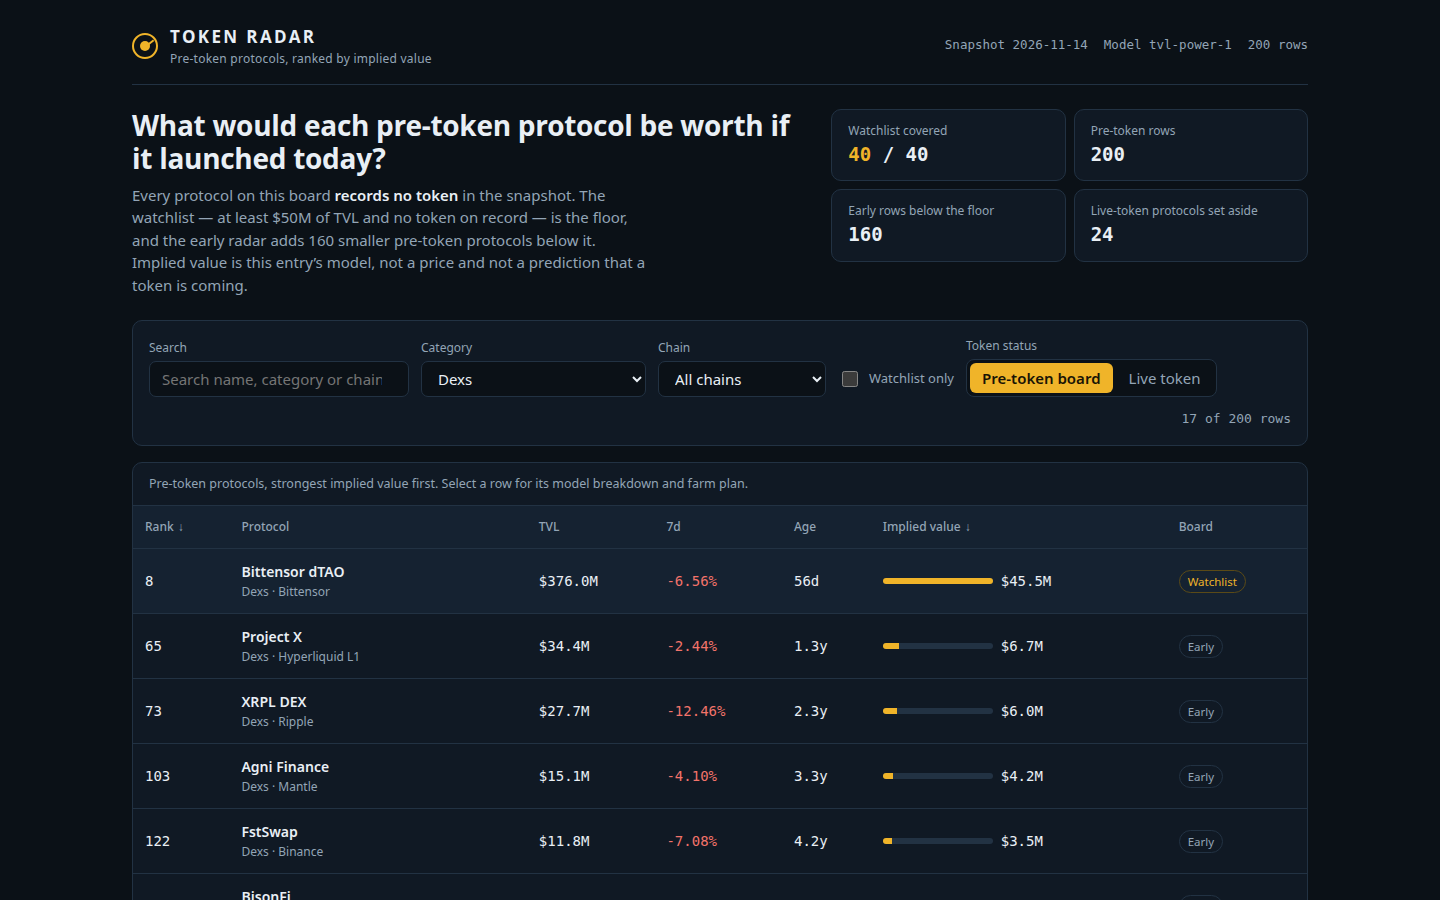 TOKEN RADAR
Pre-token protocols, ranked by implied value
Snapshot 2026-11-14 Model tvl-power-1 200 rows
What would each pre-token protocol be worth if
it launched today?
Every protocol on this board records no token in the snapshot. The
watchlist — at least $50M of TVL and no token on record — is the floor,
and the early radar adds 160 smaller pre-token protocols below it.
Implied value is this entry’s model, not a price and not a prediction that a
token is coming.
Watchlist covered
40 / 40
Pre-token rows
200
Early rows below the floor
160
Live-token protocols set aside
24
Search
Search name, category or chain
Category
Dexs
Chain
All chains
Watchlist only
Token status
Pre-token board
Live token
17 of 200 rows
Pre-token protocols, strongest implied value first. Select a row for its model breakdown and farm plan.
Rank ↓ Protocol TVL 7d Age Implied value ↓ Board
8 Bittensor dTAO $376.0M -6.56% 56d $45.5M Watchlist
Dexs · Bittensor
65 Project X $34.4M -2.44% 1.3y $6.7M Early
Dexs · Hyperliquid L1
73 XRPL DEX $27.7M -12.46% 2.3y $6.0M Early
Dexs · Ripple
103 Agni Finance $15.1M -4.10% 3.3y $4.2M Early
Dexs · Mantle
122 FstSwap $11.8M -7.08% 4.2y $3.5M Early
Dexs · Binance
BisonFi